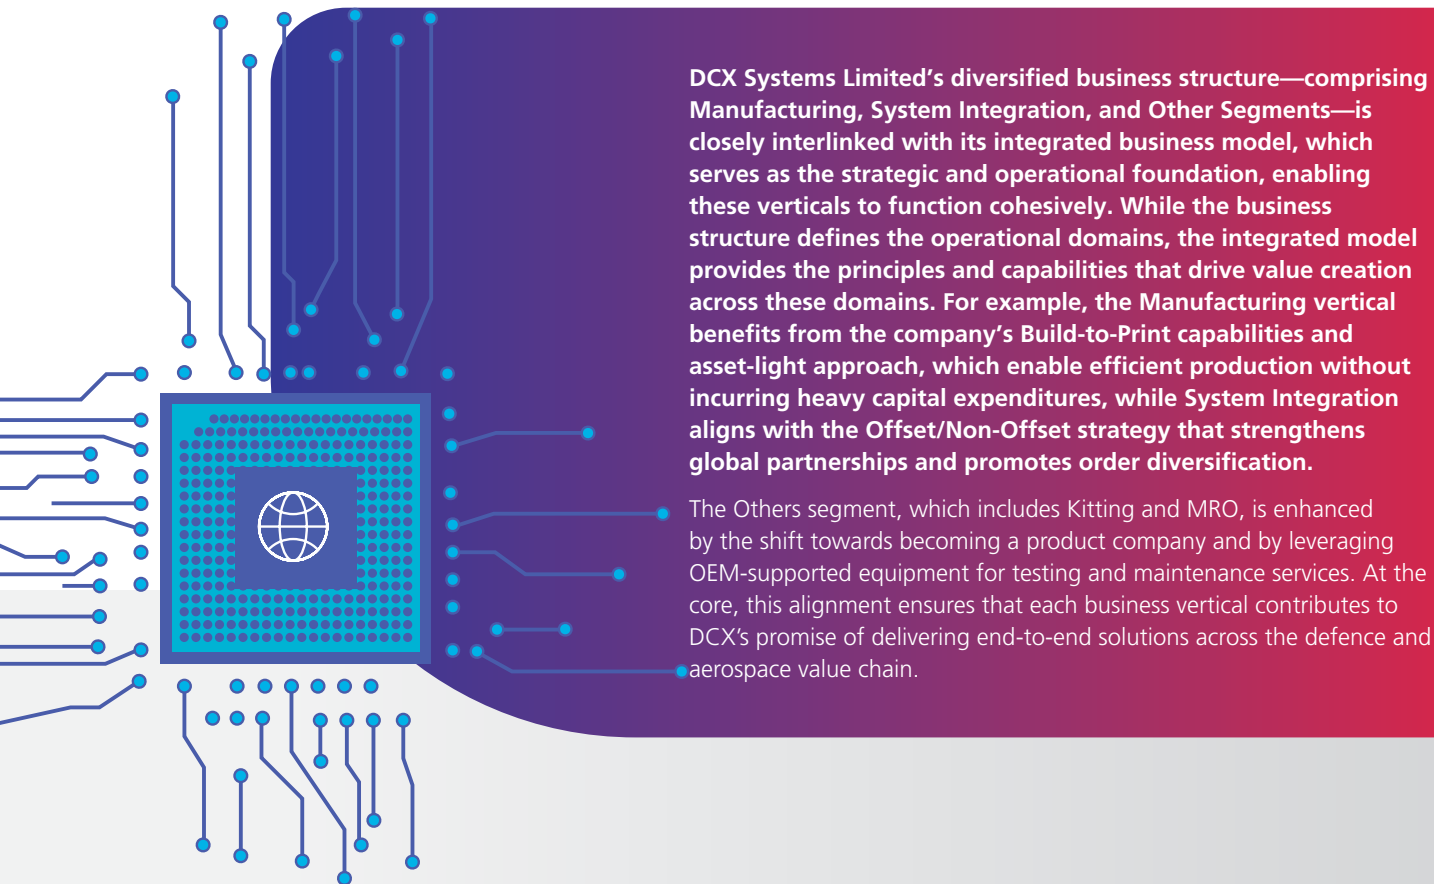 DCX Systems Limited’s diversified business structure—comprising
Manufacturing, System Integration, and Other Segments—is
closely interlinked with its integrated business model, which
serves as the strategic and operational foundation, enabling
these verticals to function cohesively. While the business
structure defines the operational domains, the integrated model
provides the principles and capabilities that drive value creation
across these domains. For example, the Manufacturing vertical
benefits from the company’s Build-to-Print capabilities and
asset-light approach, which enable efficient production without
incurring heavy capital expenditures, while System Integration
aligns with the Offset/Non-Offset strategy that strengthens
global partnerships and promotes order diversification.
The Others segment, which includes Kitting and MRO, is enhanced
by the shift towards becoming a product company and by leveraging
OEM-supported equipment for testing and maintenance services. At the
core, this alignment ensures that each business vertical contributes to
DCX’s promise of delivering end-to-end solutions across the defence and
aerospace value chain.